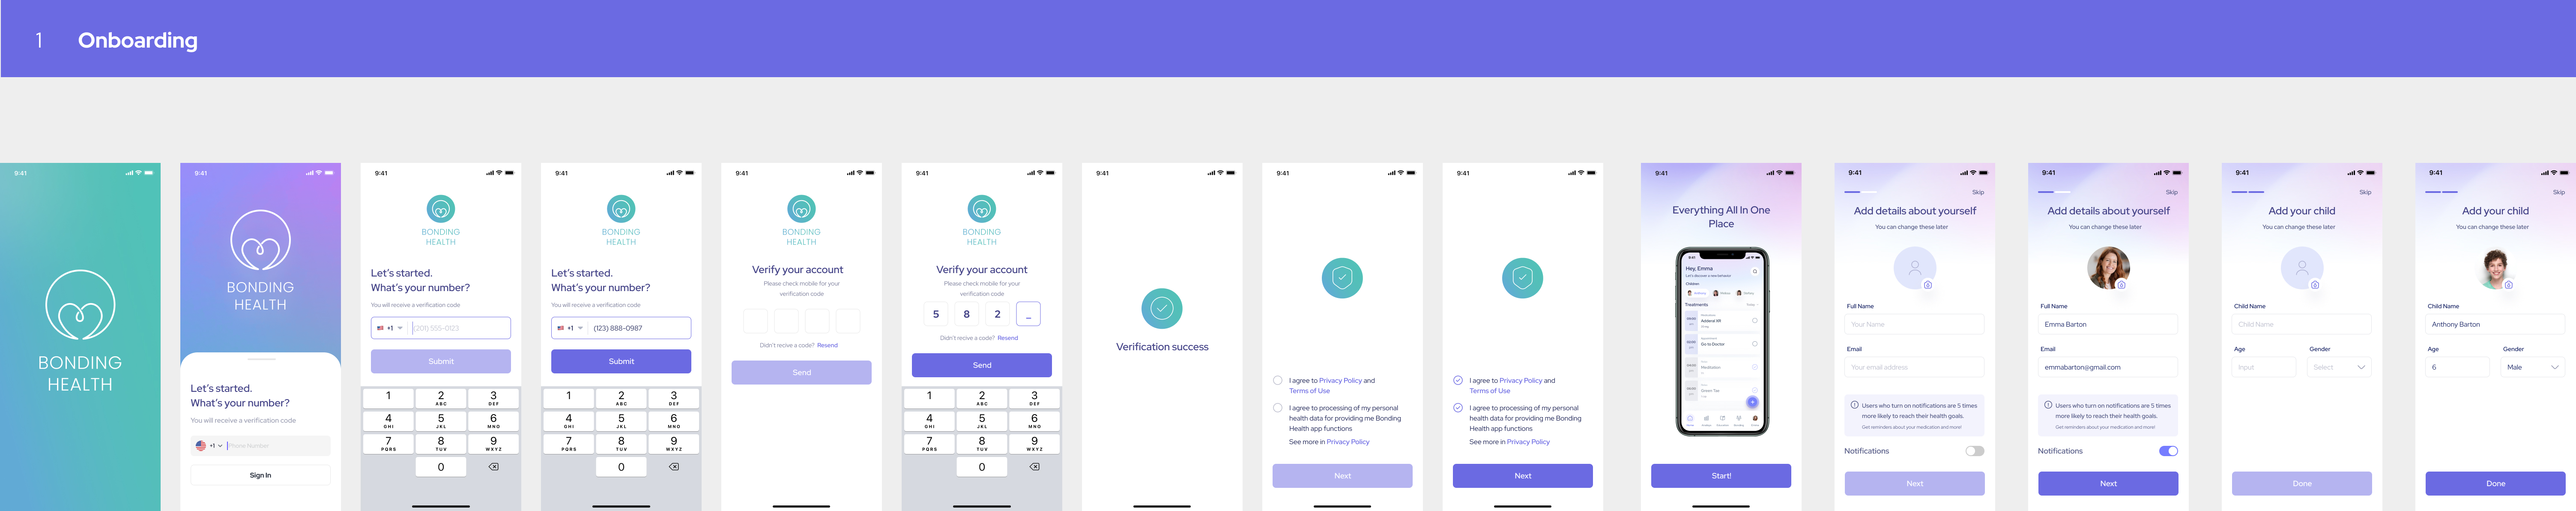 1 Onboarding
9:41
BONDING
HEALTH
9:41
BONDING
HEALTH
Let's started.
What's your number?
You will receive a verification code
+1 Phone Number
Sign In
9:41
BONDING
HEALTH
Let's started.
What's your number?
You will receive a verification code
+1 (201) 555-0123
Submit
1 2 ABC 3 DEF
4 GHI 5 JKL 6 MNO
7 PQRS 8 TUV 9 WXYZ
0
9:41
BONDING
HEALTH
Let's started.
What's your number?
You will receive a verification code
+1 (123) 888-0987
Submit
1 2 ABC 3 DEF
4 GHI 5 JKL 6 MNO
7 PQRS 8 TUV 9 WXYZ
0
9:41
BONDING
HEALTH
Verify your account
Please check mobile for your
verification code
Didn't recive a code? Resend
Send
9:41
BONDING
HEALTH
Verify your account
Please check mobile for your
verification code
5 8 2 _
Didn't recive a code? Resend
Send
1 2 ABC 3 DEF
4 GHI 5 JKL 6 MNO
7 PQRS 8 TUV 9 WXYZ
0
9:41
Verification success
9:41
I agree to Privacy Policy and
Terms of Use
I agree to processing of my personal
health data for providing me Bonding
Health app functions
See more in Privacy Policy
Next
9:41
I agree to Privacy Policy and
Terms of Use
I agree to processing of my personal
health data for providing me Bonding
Health app functions
See more in Privacy Policy
Next
9:41
Everything All In One
Place
9:41
Hey, Emma
Children
Treatments
Adderal XR
Go to Doctor
Meditation
Green Tea
Start!
9:41
Skip
Add details about yourself
You can change these later
Full Name
Your Name
Email
Your email address
Users who turn on notifications are 5 times
more likely to reach their health goals.
Get reminders about your medication and more!
Notifications
Next
9:41
Skip
Add details about yourself
You can change these later
Full Name
Emma Barton
Email
emmabarton@gmail.com
Users who turn on notifications are 5 times
more likely to reach their health goals.
Get reminders about your medication and more!
Notifications
Next
9:41
Skip
Add your child
You can change these later
Child Name
Child Name
Age Gender
Input Select
Done
9:41
Skip
Add your child
You can change these later
Child Name
Anthony Barton
Age Gender
6 Male
Done